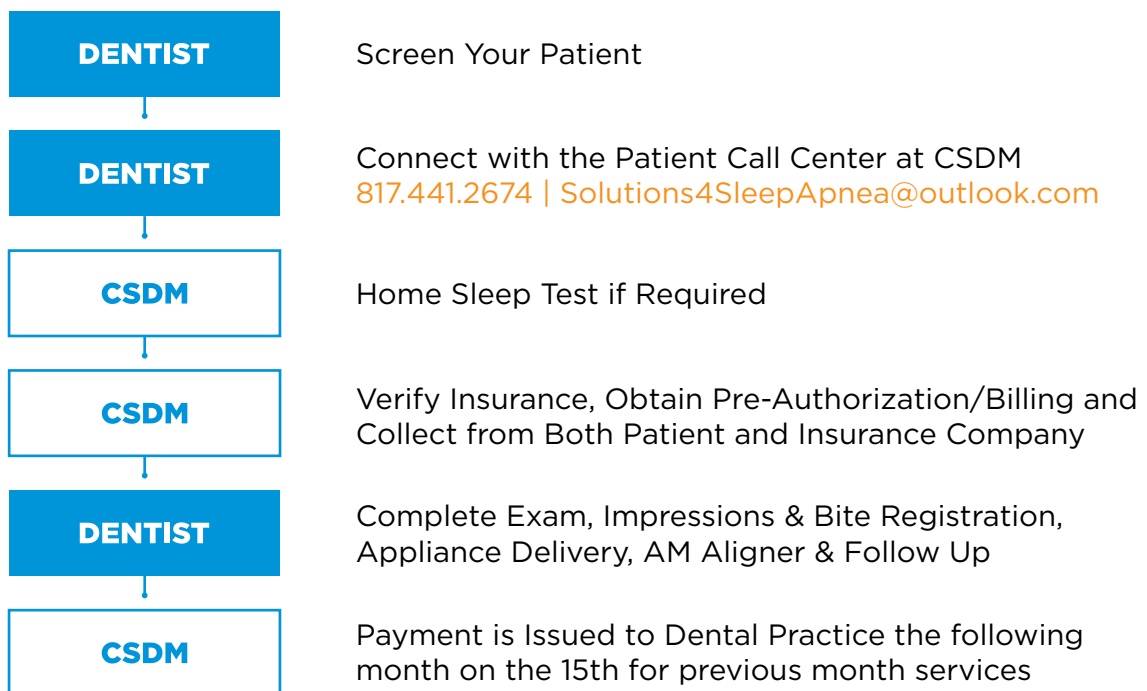 DENTIST
Screen Your Patient
DENTIST
Connect with the Patient Call Center at CSDM
817.441.2674 | Solutions4SleepApnea@outlook.com
CSDM
Home Sleep Test if Required
CSDM
Verify Insurance, Obtain Pre-Authorization/Billing and
Collect from Both Patient and Insurance Company
DENTIST
Complete Exam, Impressions & Bite Registration,
Appliance Delivery, AM Aligner & Follow Up
CSDM
Payment is Issued to Dental Practice the following
month on the 15th for previous month services